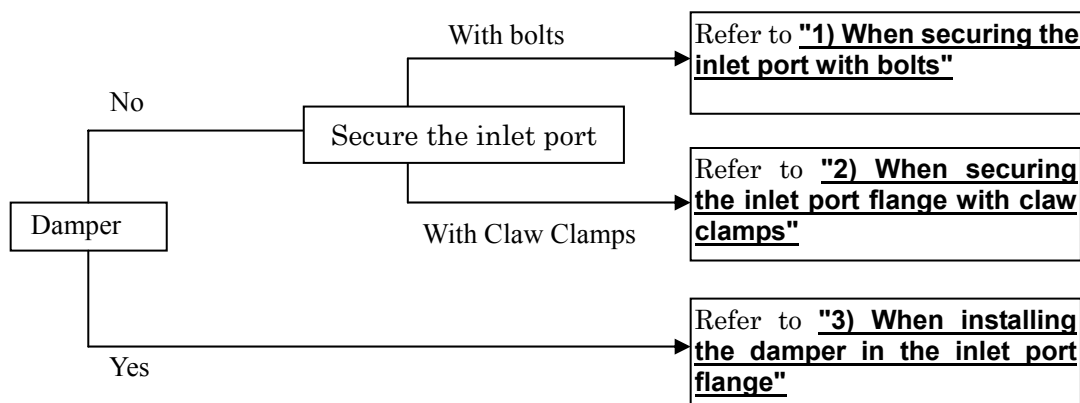 With bolts
Refer to "1) When securing the
inlet port with bolts"
No
Secure the inlet port
Refer to "2) When securing
the inlet port flange with claw
clamps"
Damper
With Claw Clamps
Refer to "3) When installing
the damper in the inlet port
flange"
Yes